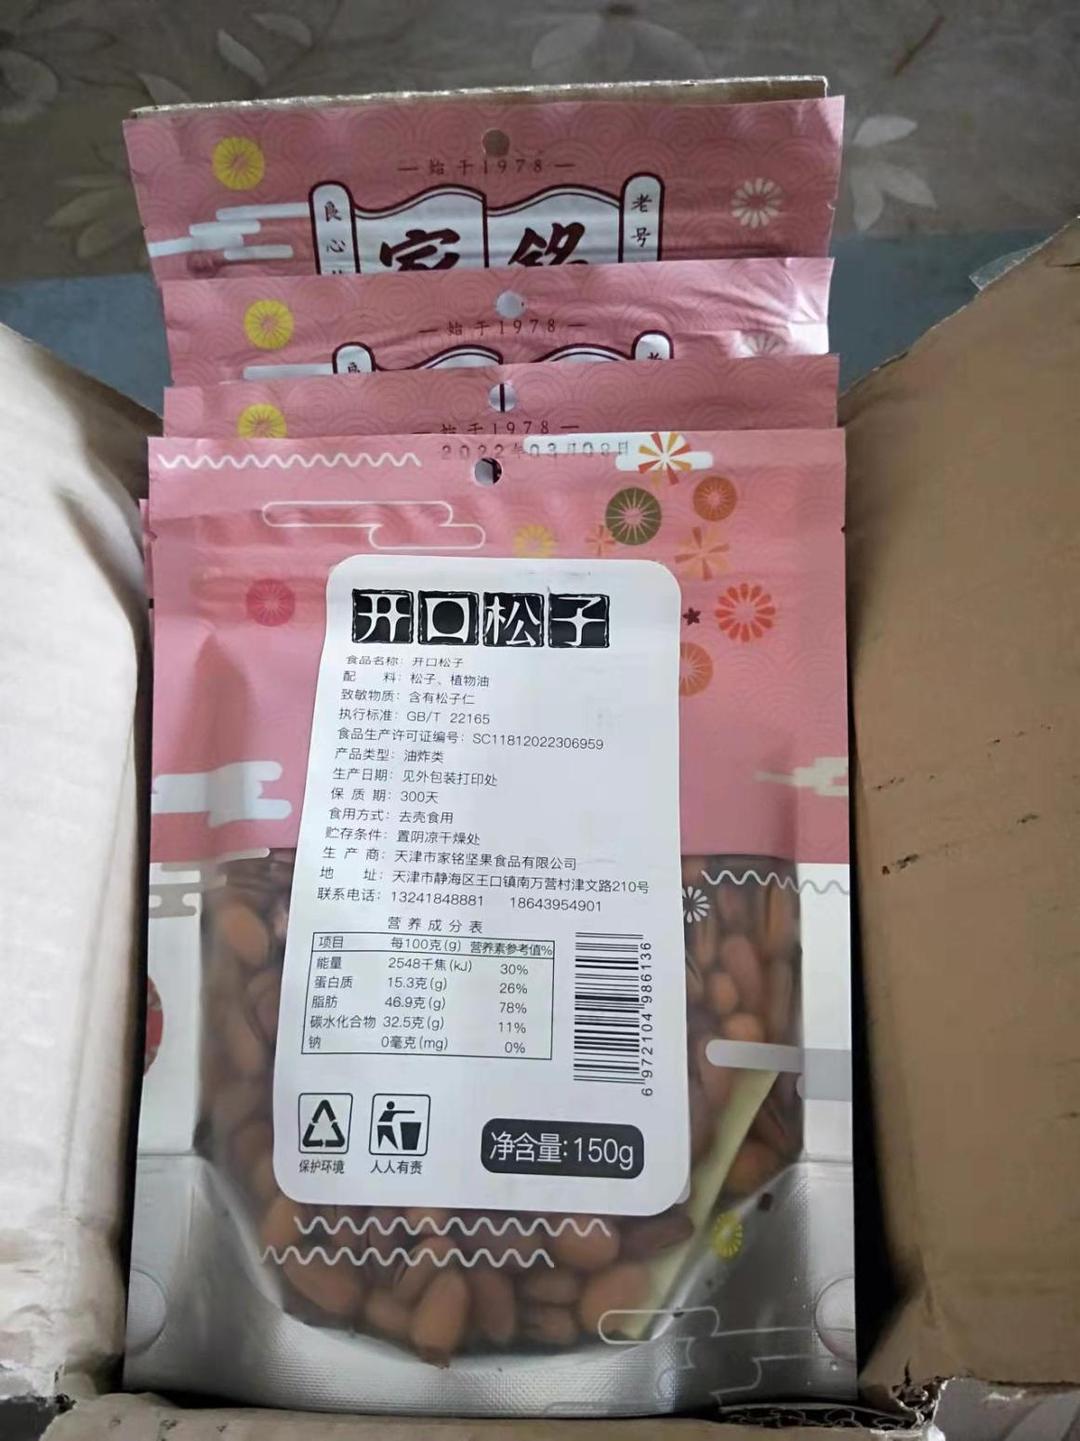 始于1978
良心
老号
家铭
始于1978
良
老
始于1978
2022年03月08日
开口松子
食品名称：开口松子
配 料：松子、植物油
致敏物质：含有松子仁
执行标准：GB/T 22165
食品生产许可证编号：SC11812022306959
产品类型：油炸类
生产日期：见外包装打印处
保 质 期：300天
食用方式：去壳食用
贮存条件：置阴凉干燥处
生 产 商：天津市家铭坚果食品有限公司
地 址：天津市静海区王口镇南万营村津文路210号
联系电话：13241848881 18643954901
营养成分表
项目 每100克(g) 营养素参考值%
能量 2548千焦(kJ) 30%
蛋白质 15.3克(g) 26%
脂肪 46.9克(g) 78%
碳水化合物 32.5克(g) 11%
钠 0毫克(mg) 0%
6 972104 986136
保护环境 人人有责
净含量:150g